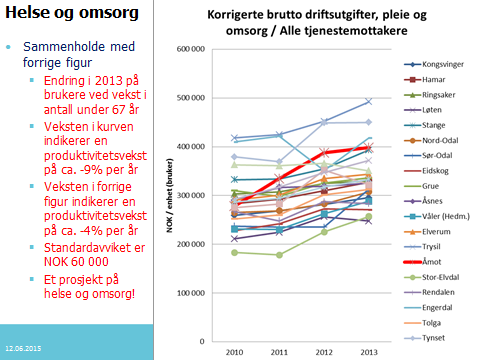 Helse og omsorg
• Sammenholde med
forrige figur
Endring i 2013 på
brukere ved vekst i
antall under 67 år
Veksten i kurven
indikerer en
produktivitetsvekst
på ca. -9% per år
Veksten i forrige
figur indikerer en
produktivitetsvekst
på ca. -4% per år
Standardavviket er
NOK 60 000
Et prosjekt på
helse og omsorg!
12.06.2015
Korrigerte brutto driftsutgifter, pleie og
omsorg / Alle tjenestemottakere
NOK / enhet (bruker)
600 000
500 000
400 000
300 000
200 000
100 000
-
2010 2011 2012 2013
Kongsvinger
Hamar
Ringsaker
Løten
Stange
Nord-Odal
Sør-Odal
Eidskog
Grue
Åsnes
Våler (Hedm.)
Elverum
Trysil
Åmot
Stor-Elvdal
Rendalen
Engerdal
Tolga
Tynset